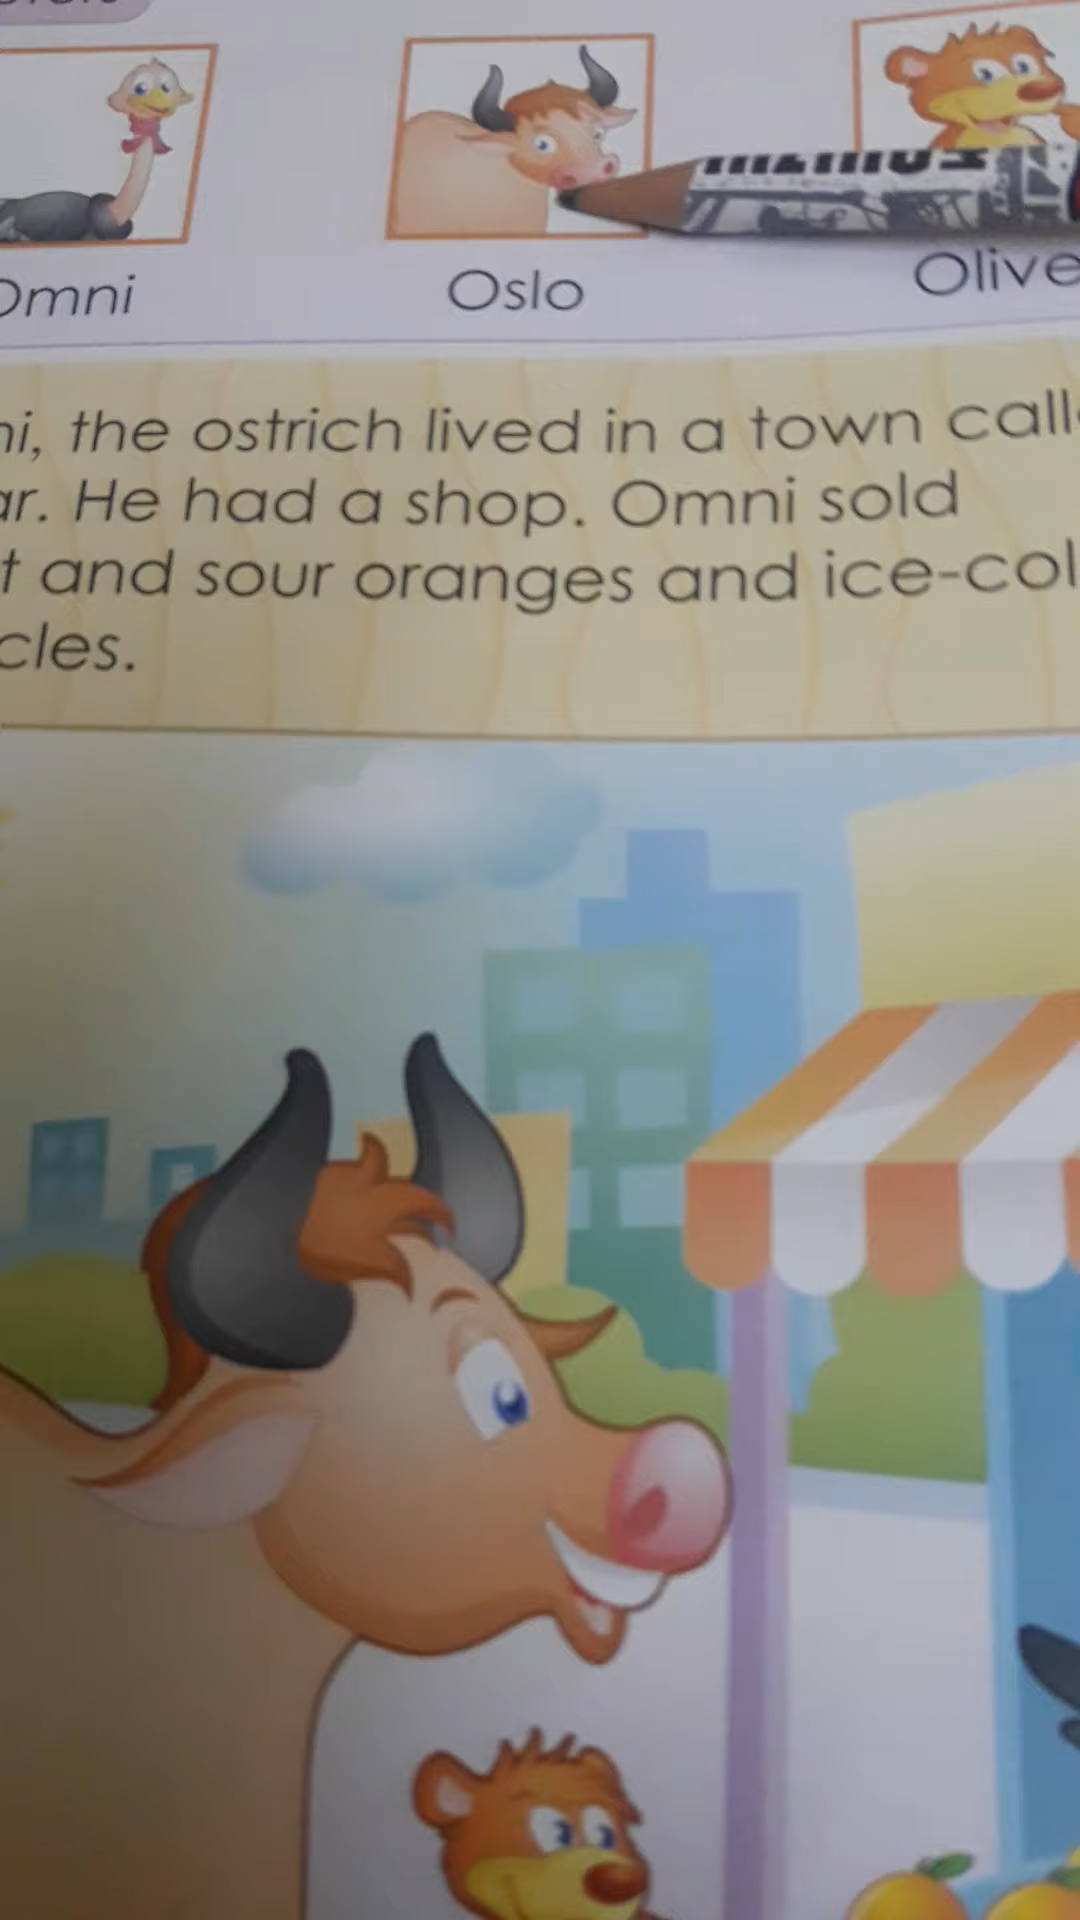 Omni
Oslo
Olive
ni, the ostrich lived in a town call
ar. He had a shop. Omni sold
t and sour oranges and ice-col
cles.